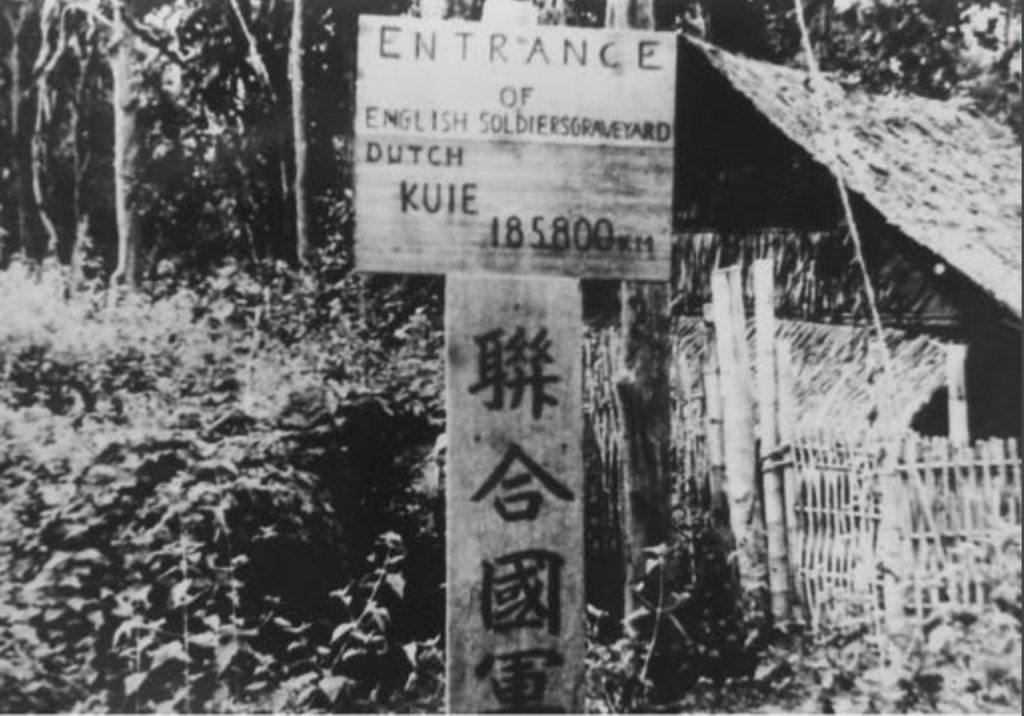 ENTRANCE
OF
ENGLISH SOLDIERSGRAVEYARD
DUTCH
KUIE
185800KM
聯合國軍